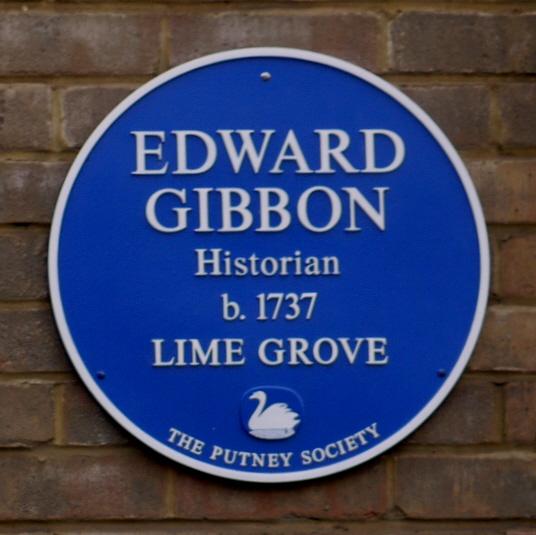 EDWARD
GIBBON
Historian
b. 1737
LIME GROVE
THE PUTNEY SOCIETY